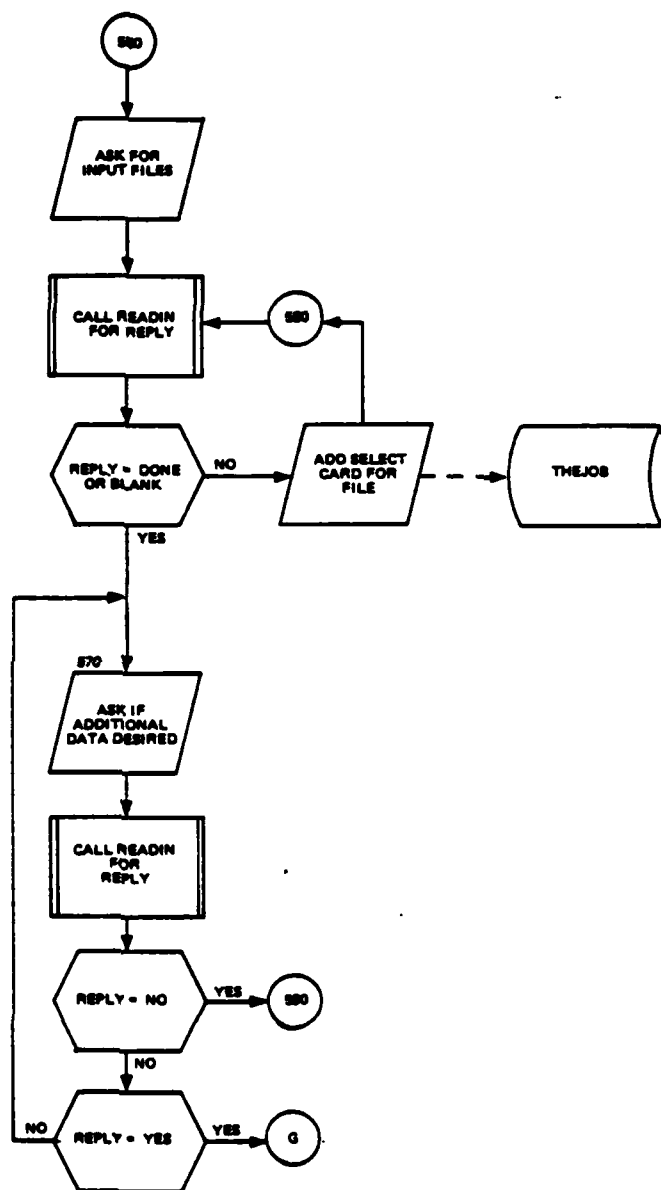 ASK FOR
INPUT FILES
CALL READIN
FOR REPLY
REPLY = DONE
OR BLANK
NO
ADD SELECT
CARD FOR
FILE
THEJOB
YES
570
ASK IF
ADDITIONAL
DATA DESIRED
CALL READIN
FOR
REPLY
REPLY = NO
YES
NO
NO
REPLY = YES
YES
G